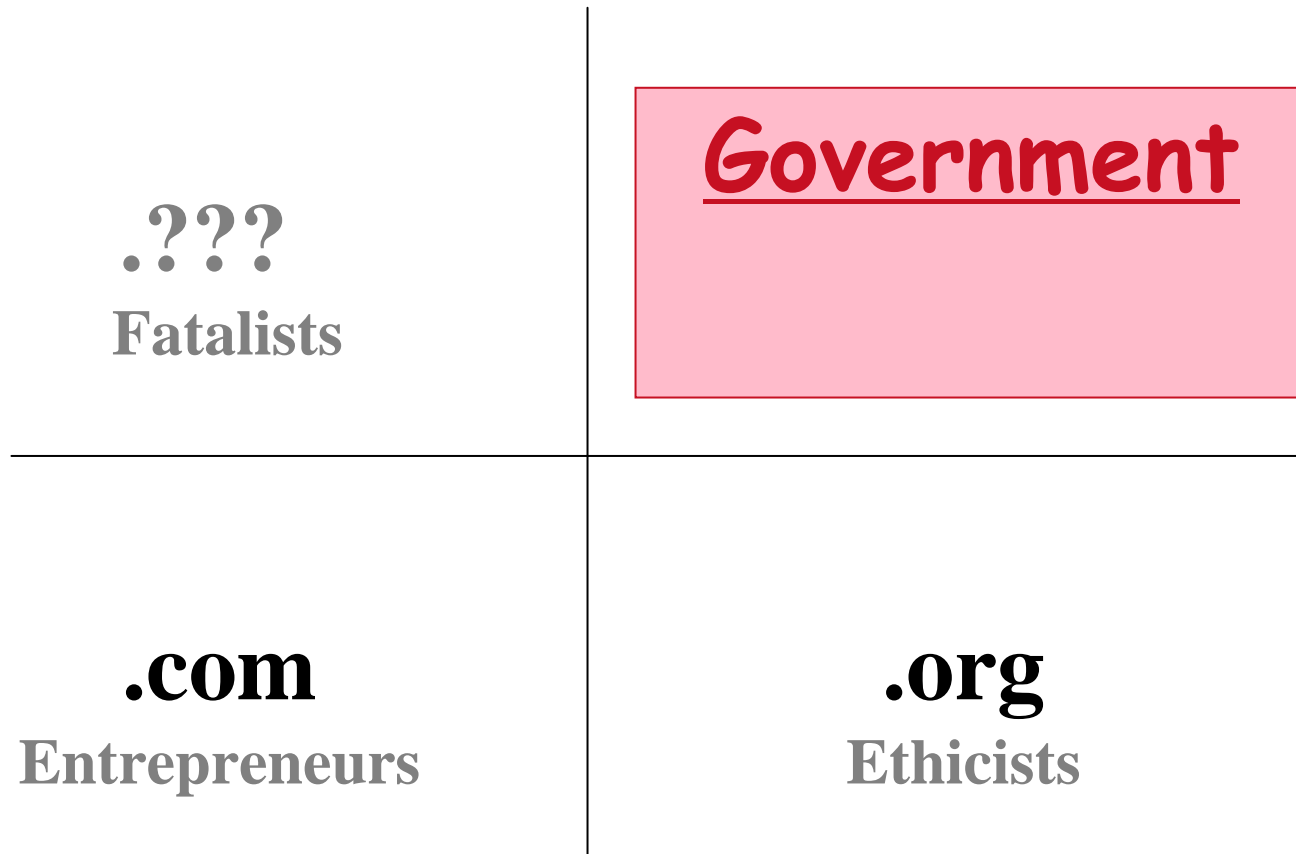 .???
Fatalists
Government
.com
Entrepreneurs
.org
Ethicists